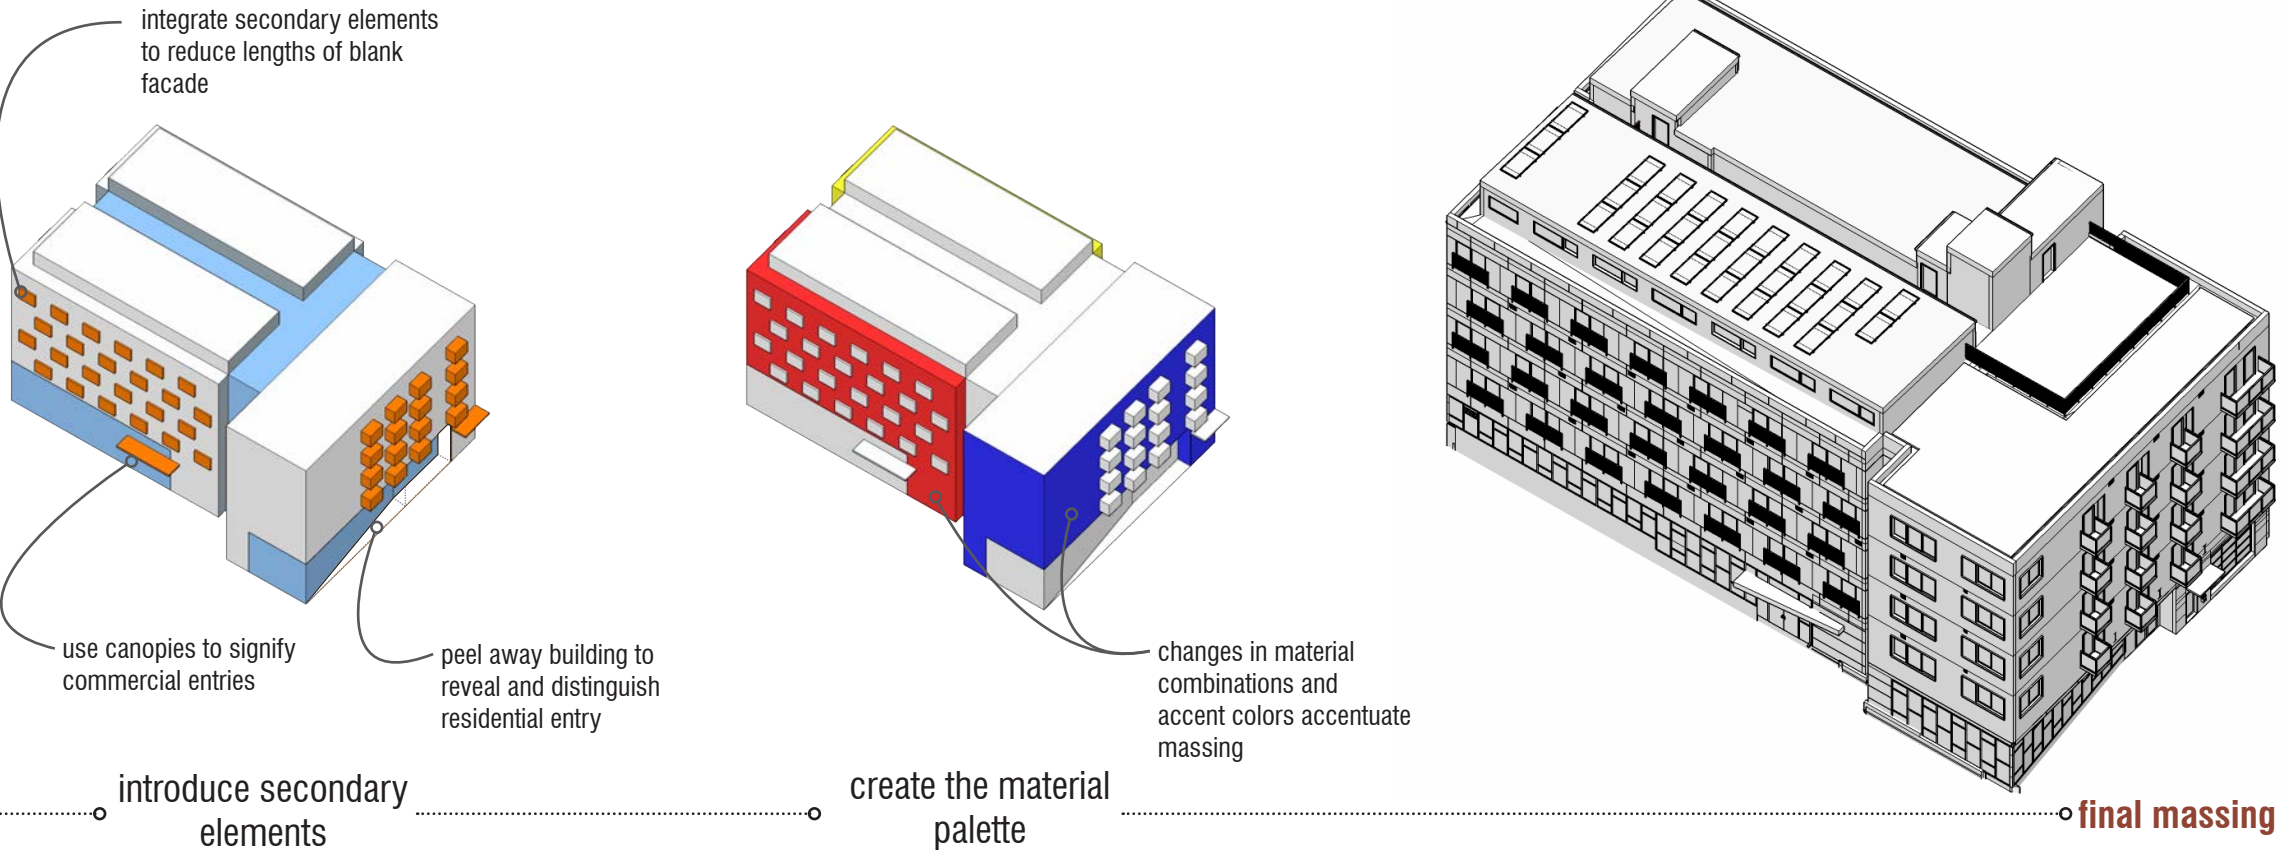 integrate secondary elements
to reduce lengths of blank
facade
use canopies to signify
commercial entries
peel away building to
reveal and distinguish
residential entry
changes in material
combinations and
accent colors accentuate
massing
introduce secondary
elements
create the material
palette
final massing